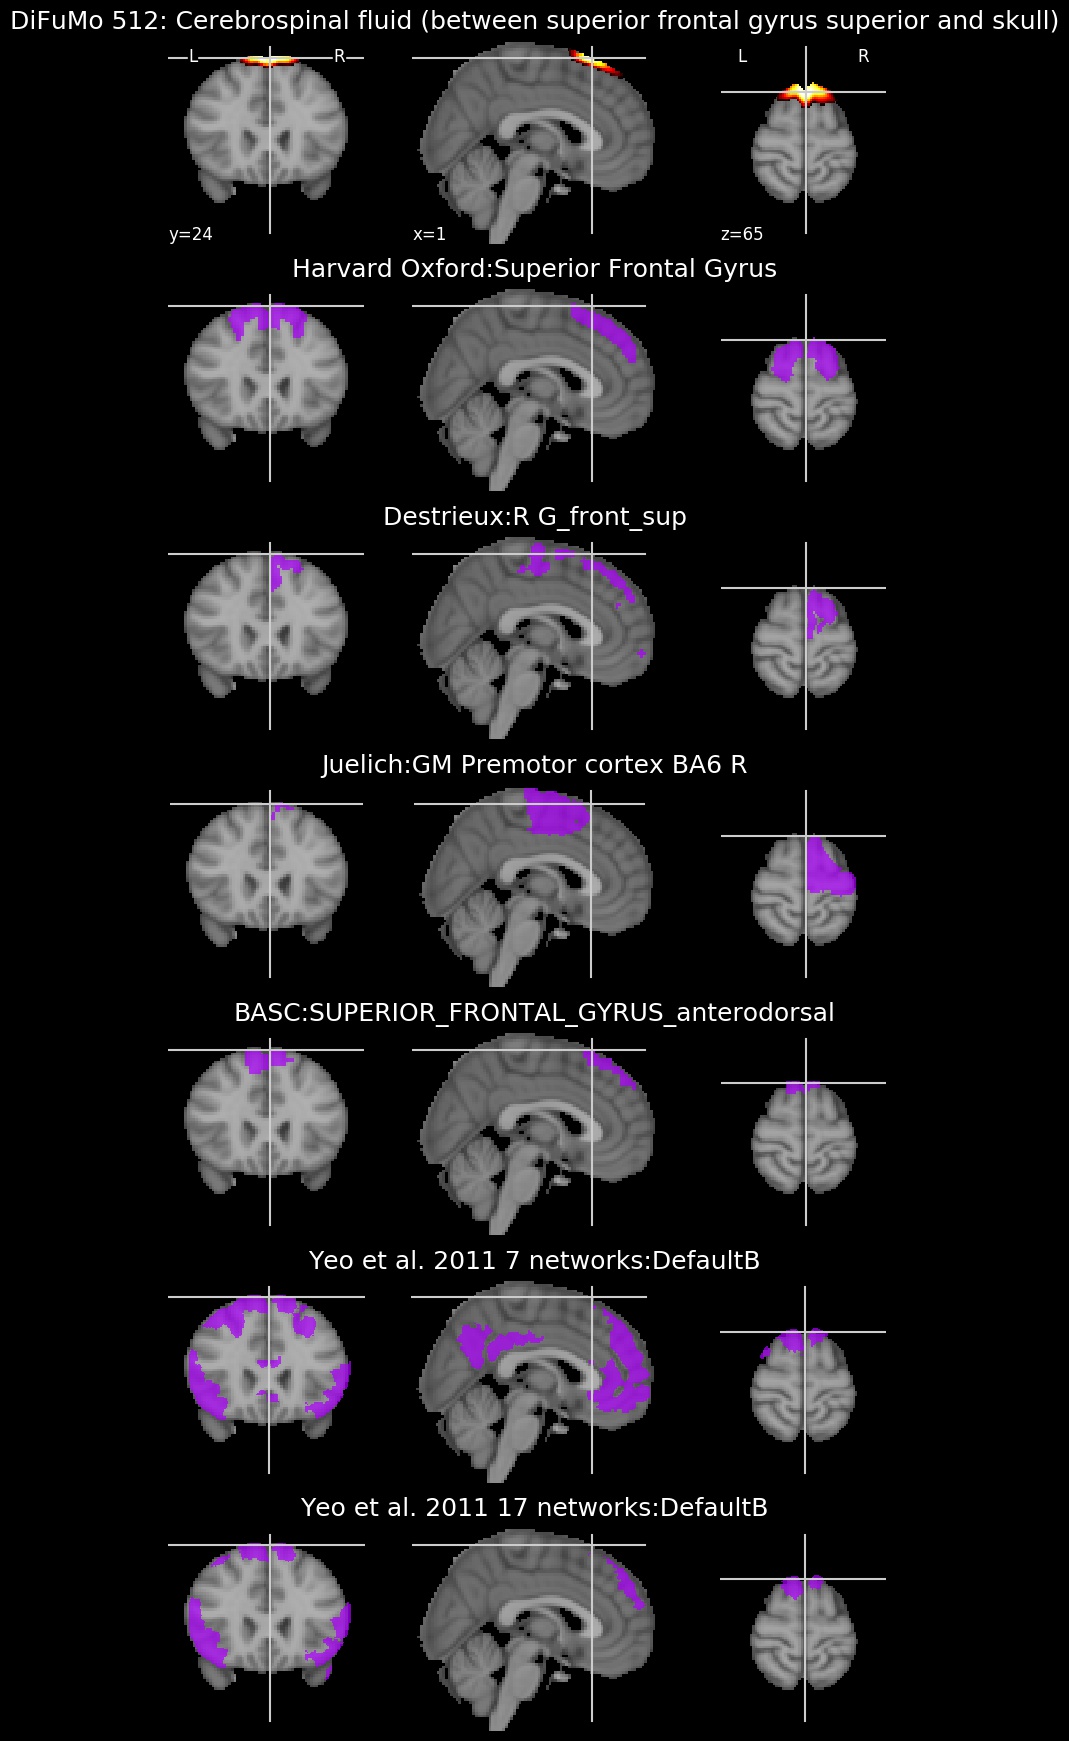 DiFuMo 512: Cerebrospinal fluid (between superior frontal gyrus superior and skull)
L R L R
y=24 x=1 z=65
Harvard Oxford:Superior Frontal Gyrus
Destrieux:R G_front_sup
Juelich:GM Premotor cortex BA6 R
BASC:SUPERIOR_FRONTAL_GYRUS_anterodorsal
Yeo et al. 2011 7 networks:DefaultB
Yeo et al. 2011 17 networks:DefaultB